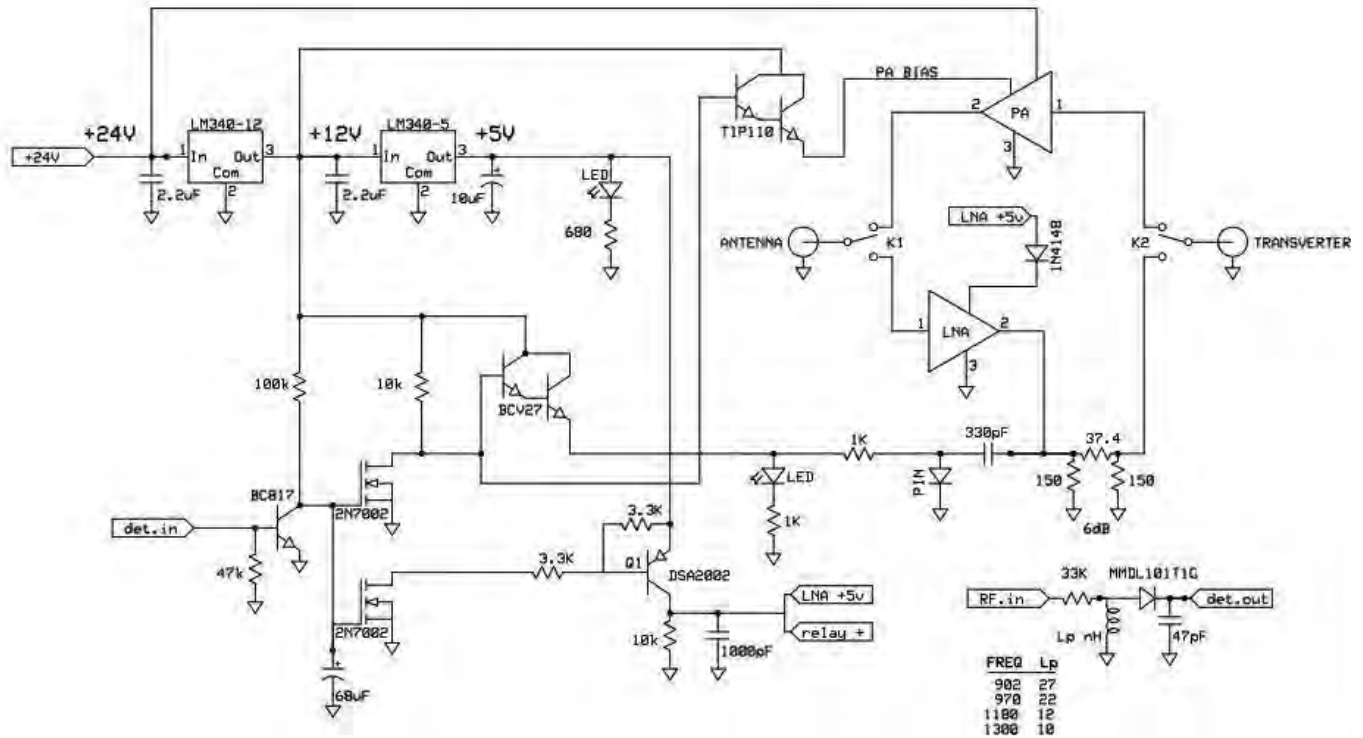 PA BIAS
PA
2
1
3
TIP110
LM340-12
LM340-5
+24V
+12V
+5V
+24V
1
In
Out
3
Com
2
1
In
Out
3
Com
2
2.2uF
2.2uF
10uF
LED
680
LNA +5v
1N4148
ANTENNA
K1
K2
TRANSVERTER
1
LNA
2
3
100k
10k
BCV27
330pF
37.4
1K
150
150
6dB
PIN
LED
1K
BC817
2N7002
det.in
47k
3.3K
3.3K
Q1
DSA2002
2N7002
LNA +5v
relay +
10k
1000pF
68uF
33K
MMDL101T1G
RF.in
det.out
Lp nH
47pF
FREQ Lp
902 27
970 22
1180 12
1300 10